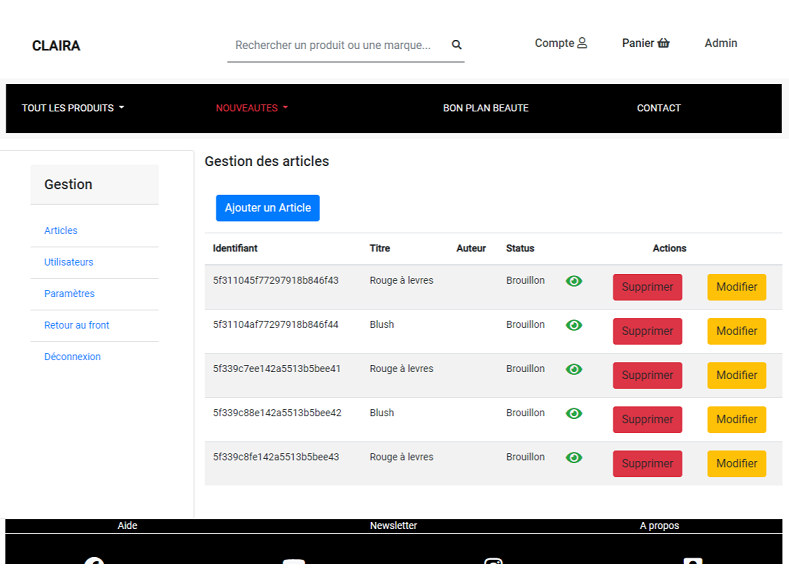 CLAIRA
Rechercher un produit ou une marque...
Compte
Panier
Admin
TOUT LES PRODUITS
NOUVEAUTES
BON PLAN BEAUTE
CONTACT
Gestion
Articles
Utilisateurs
Paramètres
Retour au front
Déconnexion
Gestion des articles
Ajouter un Article
Identifiant Titre Auteur Status Actions
5f311045f77297918b846f43 Rouge à levres Brouillon Supprimer Modifier
5f31104af77297918b846f44 Blush Brouillon Supprimer Modifier
5f339c7ee142a5513b5bee41 Rouge à levres Brouillon Supprimer Modifier
5f339c88e142a5513b5bee42 Blush Brouillon Supprimer Modifier
5f339c8fe142a5513b5bee43 Rouge à levres Brouillon Supprimer Modifier
Aide Newsletter A propos